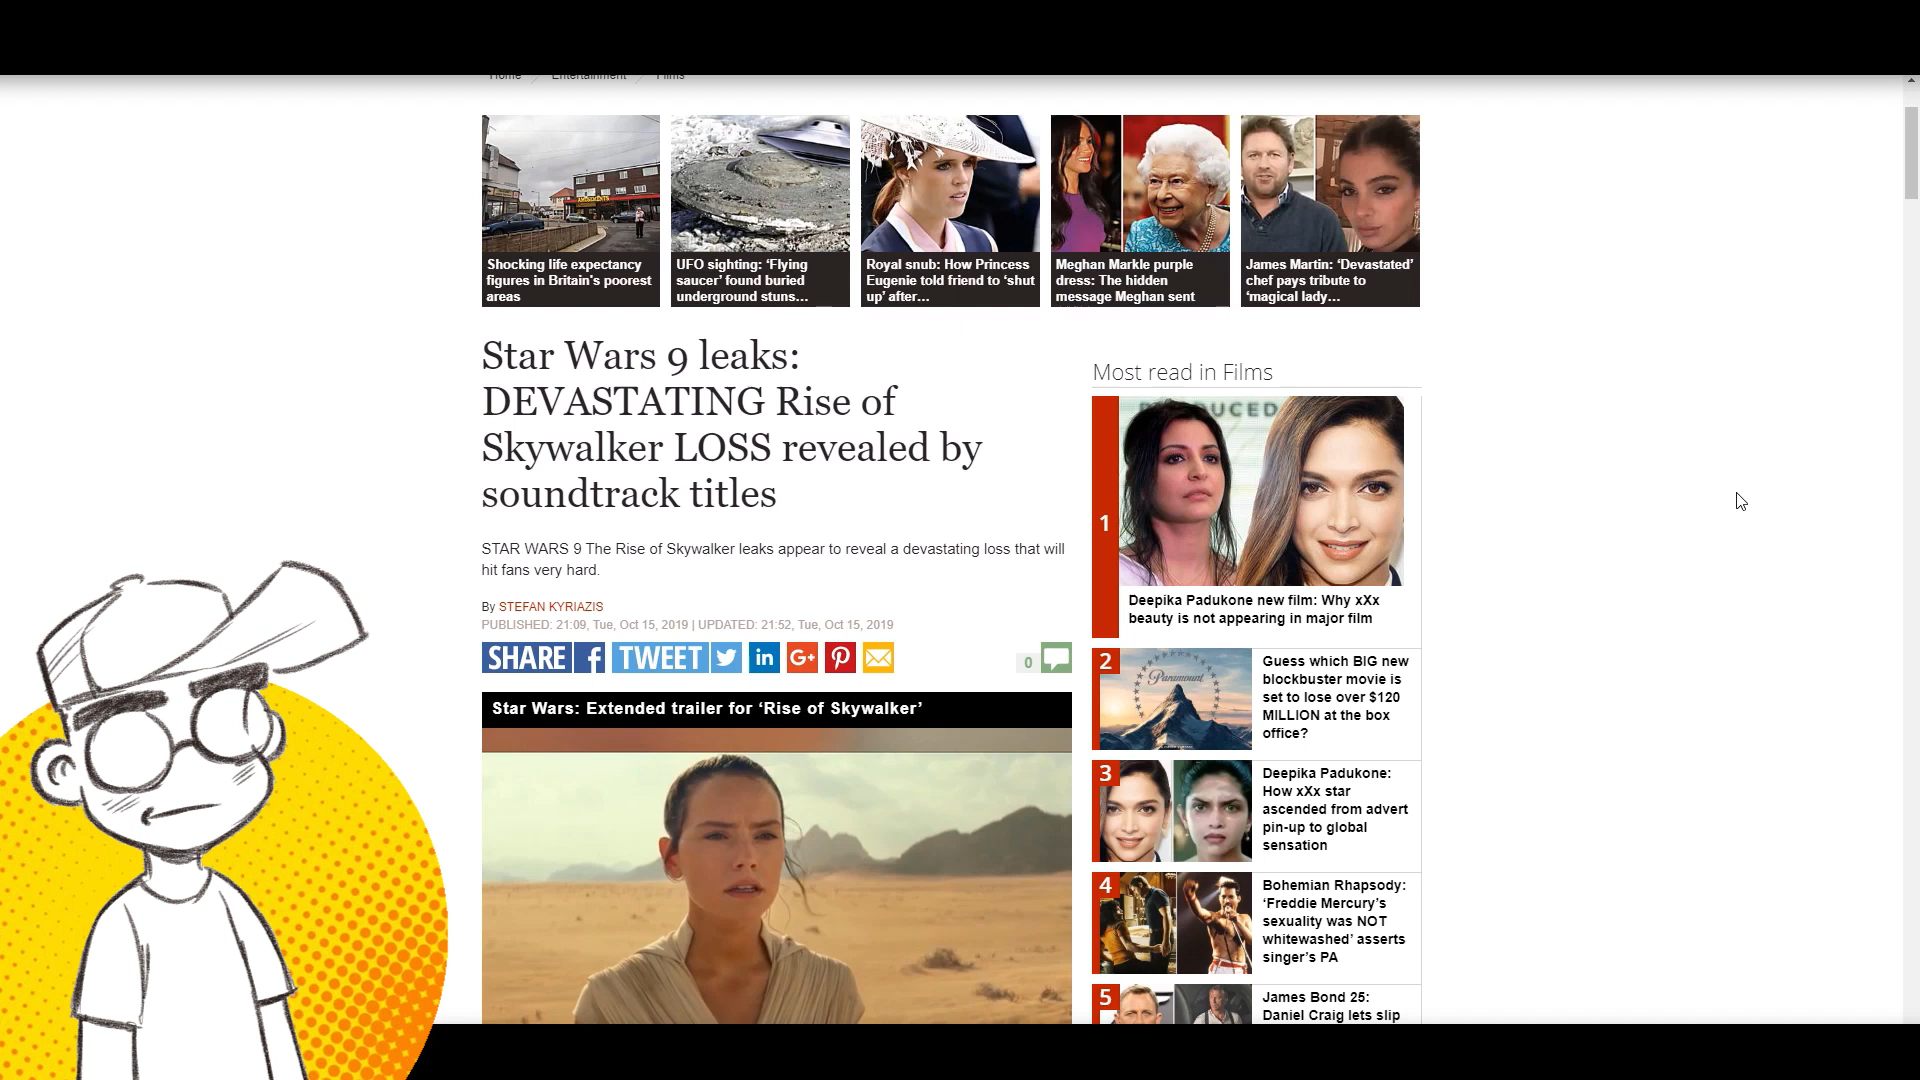 Home Entertainment Films
Shocking life expectancy
figures in Britain's poorest
areas
UFO sighting: ‘Flying
saucer’ found buried
underground stuns...
Royal snub: How Princess
Eugenie told friend to ‘shut
up’ after...
Meghan Markle purple
dress: The hidden
message Meghan sent
James Martin: ‘Devastated’
chef pays tribute to
‘magical lady...
Star Wars 9 leaks:
DEVASTATING Rise of
Skywalker LOSS revealed by
soundtrack titles
STAR WARS 9 The Rise of Skywalker leaks appear to reveal a devastating loss that will
hit fans very hard.
By STEFAN KYRIAZIS
PUBLISHED: 21:09, Tue, Oct 15, 2019 | UPDATED: 21:52, Tue, Oct 15, 2019
SHARE f TWEET in G+ 0
Star Wars: Extended trailer for ‘Rise of Skywalker’
Most read in Films
1
Deepika Padukone new film: Why xXx
beauty is not appearing in major film
2
Paramount
Guess which BIG new
blockbuster movie is
set to lose over $120
MILLION at the box
office?
3
Deepika Padukone:
How xXx star
ascended from advert
pin-up to global
sensation
4
Bohemian Rhapsody:
‘Freddie Mercury’s
sexuality was NOT
whitewashed’ asserts
singer’s PA
5
James Bond 25:
Daniel Craig lets slip